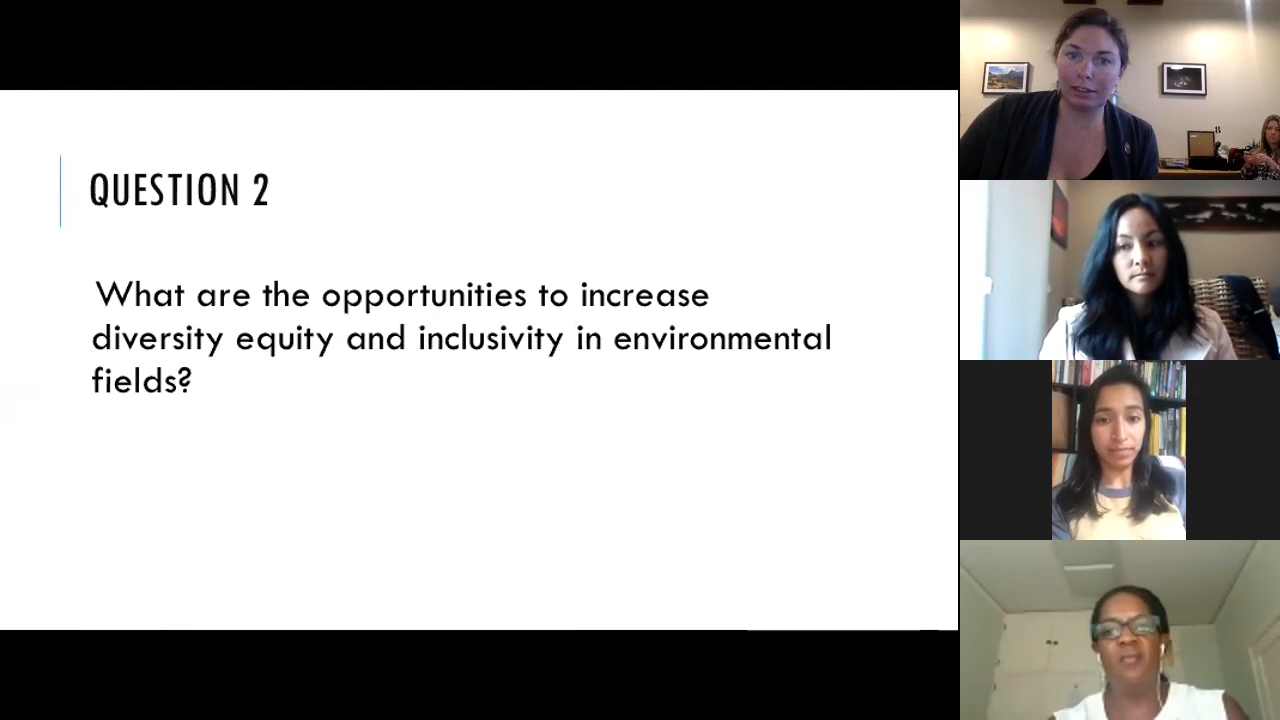 QUESTION 2
What are the opportunities to increase
diversity equity and inclusivity in environmental
fields?